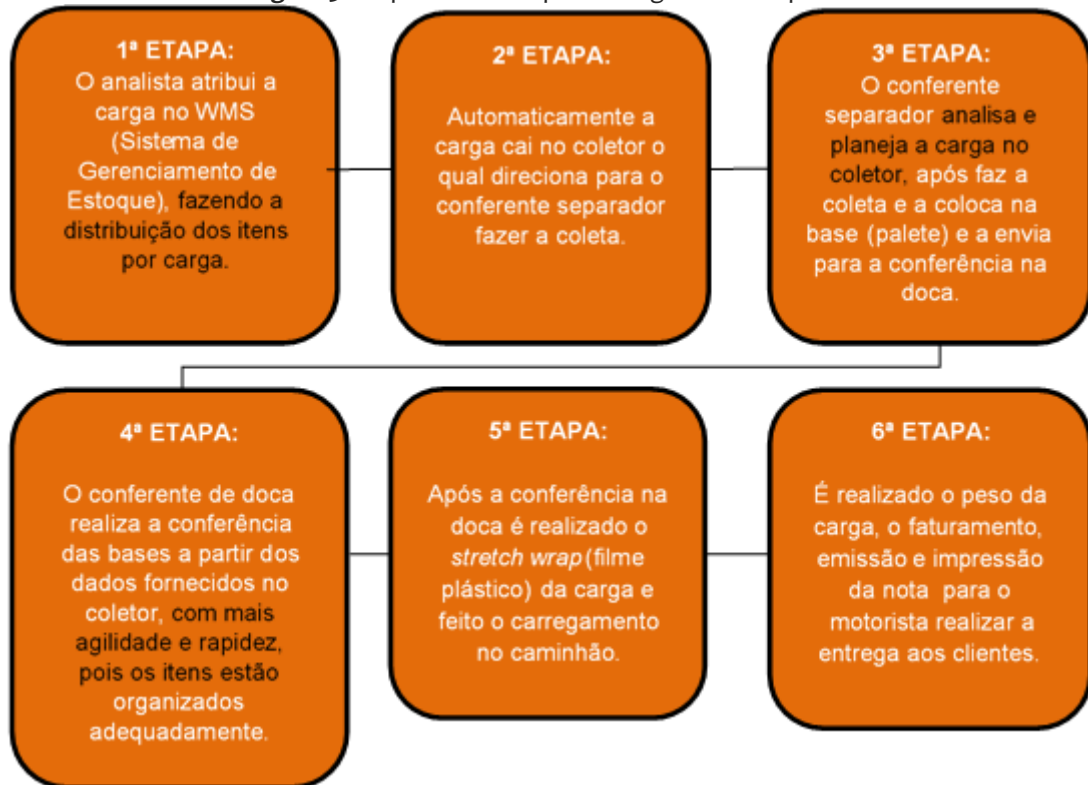 1ª ETAPA:
O analista atribui a
carga no WMS
(Sistema de
Gerenciamento de
Estoque), fazendo a
distribuição dos itens
por carga.
2ª ETAPA:
Automaticamente a
carga cai no coletor o
qual direciona para o
conferente separador
fazer a coleta.
3ª ETAPA:
O conferente
separador analisa e
planeja a carga no
coletor, após faz a
coleta e a coloca na
base (palete) e a envia
para a conferência na
doca.
4ª ETAPA:
O conferente de doca
realiza a conferência
das bases a partir dos
dados fornecidos no
coletor, com mais
agilidade e rapidez,
pois os itens estão
organizados
adequadamente.
5ª ETAPA:
Após a conferência na
doca é realizado o
stretch wrap (filme
plástico) da carga e
feito o carregamento
no caminhão.
6ª ETAPA:
É realizado o peso da
carga, o faturamento,
emissão e impressão
da nota para o
motorista realizar a
entrega aos clientes.